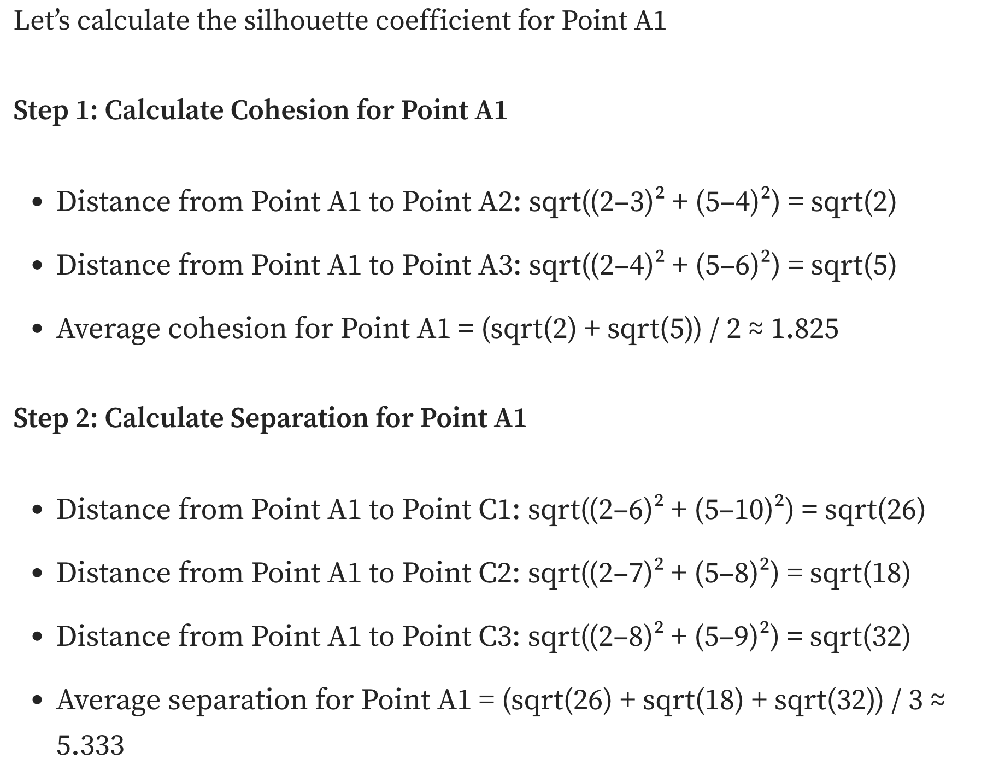 Let’s calculate the silhouette coefficient for Point A1
Step 1: Calculate Cohesion for Point A1
• Distance from Point A1 to Point A2: sqrt((2–3)² + (5–4)²) = sqrt(2)
• Distance from Point A1 to Point A3: sqrt((2–4)² + (5–6)²) = sqrt(5)
• Average cohesion for Point A1 = (sqrt(2) + sqrt(5)) / 2 ≈ 1.825
Step 2: Calculate Separation for Point A1
• Distance from Point A1 to Point C1: sqrt((2–6)² + (5–10)²) = sqrt(26)
• Distance from Point A1 to Point C2: sqrt((2–7)² + (5–8)²) = sqrt(18)
• Distance from Point A1 to Point C3: sqrt((2–8)² + (5–9)²) = sqrt(32)
• Average separation for Point A1 = (sqrt(26) + sqrt(18) + sqrt(32)) / 3 ≈
5.333